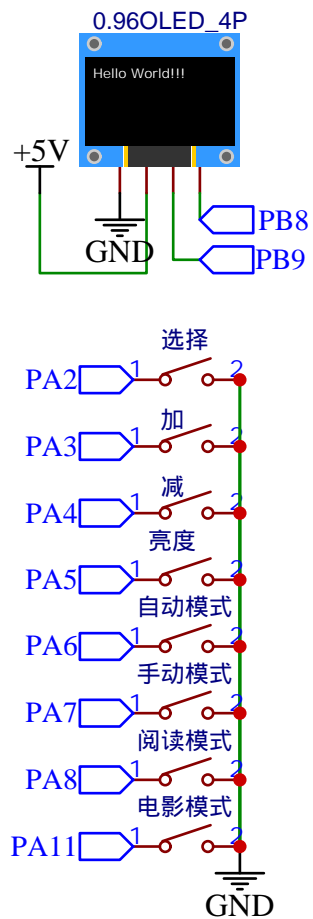 0.96OLED_4P
Hello World!!!
+5V
GND
PB8
PB9
选择
PA2 1 2
加
PA3 1 2
减
PA4 1 2
亮度
PA5 1 2
自动模式
PA6 1 2
手动模式
PA7 1 2
阅读模式
PA8 1 2
电影模式
PA11 1 2
GND